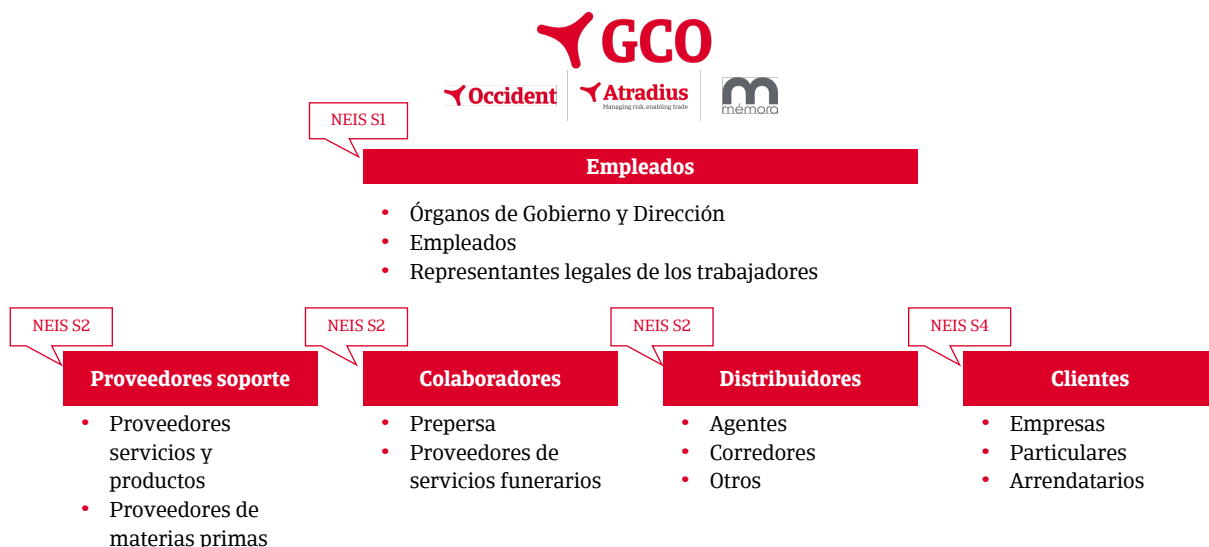 GCO
Occident
Atradius
Managing risk, enabling trade
mémora
NEIS S1
Empleados
• Órganos de Gobierno y Dirección
• Empleados
• Representantes legales de los trabajadores
NEIS S2
Proveedores soporte
• Proveedores
servicios y
productos
• Proveedores de
materias primas
NEIS S2
Colaboradores
• Prepersa
• Proveedores de
servicios funerarios
NEIS S2
Distribuidores
• Agentes
• Corredores
• Otros
NEIS S4
Clientes
• Empresas
• Particulares
• Arrendatarios